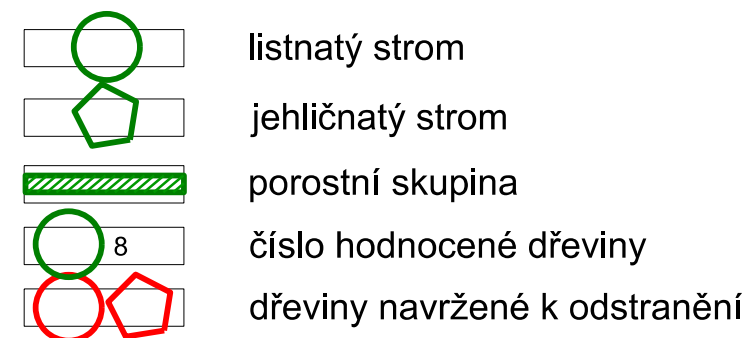 listnatý strom
jehličnatý strom
porostní skupina
8 číslo hodnocené dřeviny
dřeviny navržené k odstranění